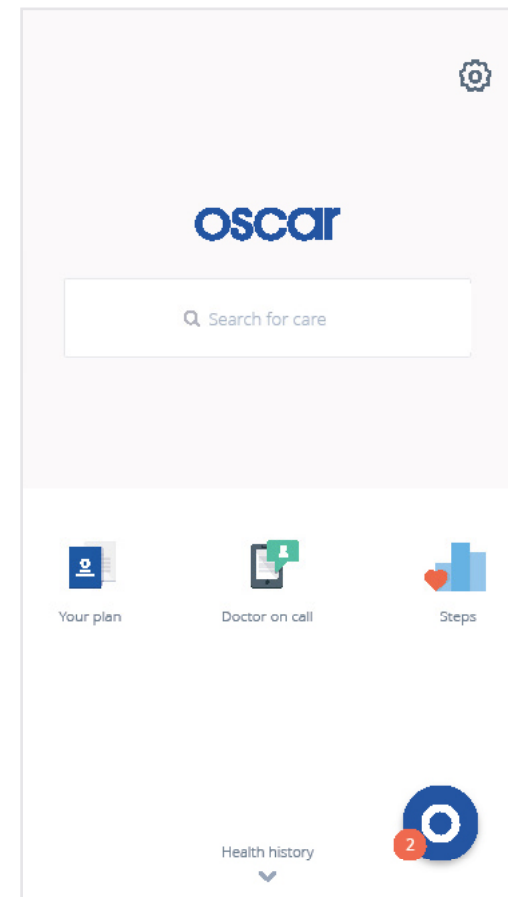 oscar
Search for care
Your plan
Doctor on call
Steps
2
Health history